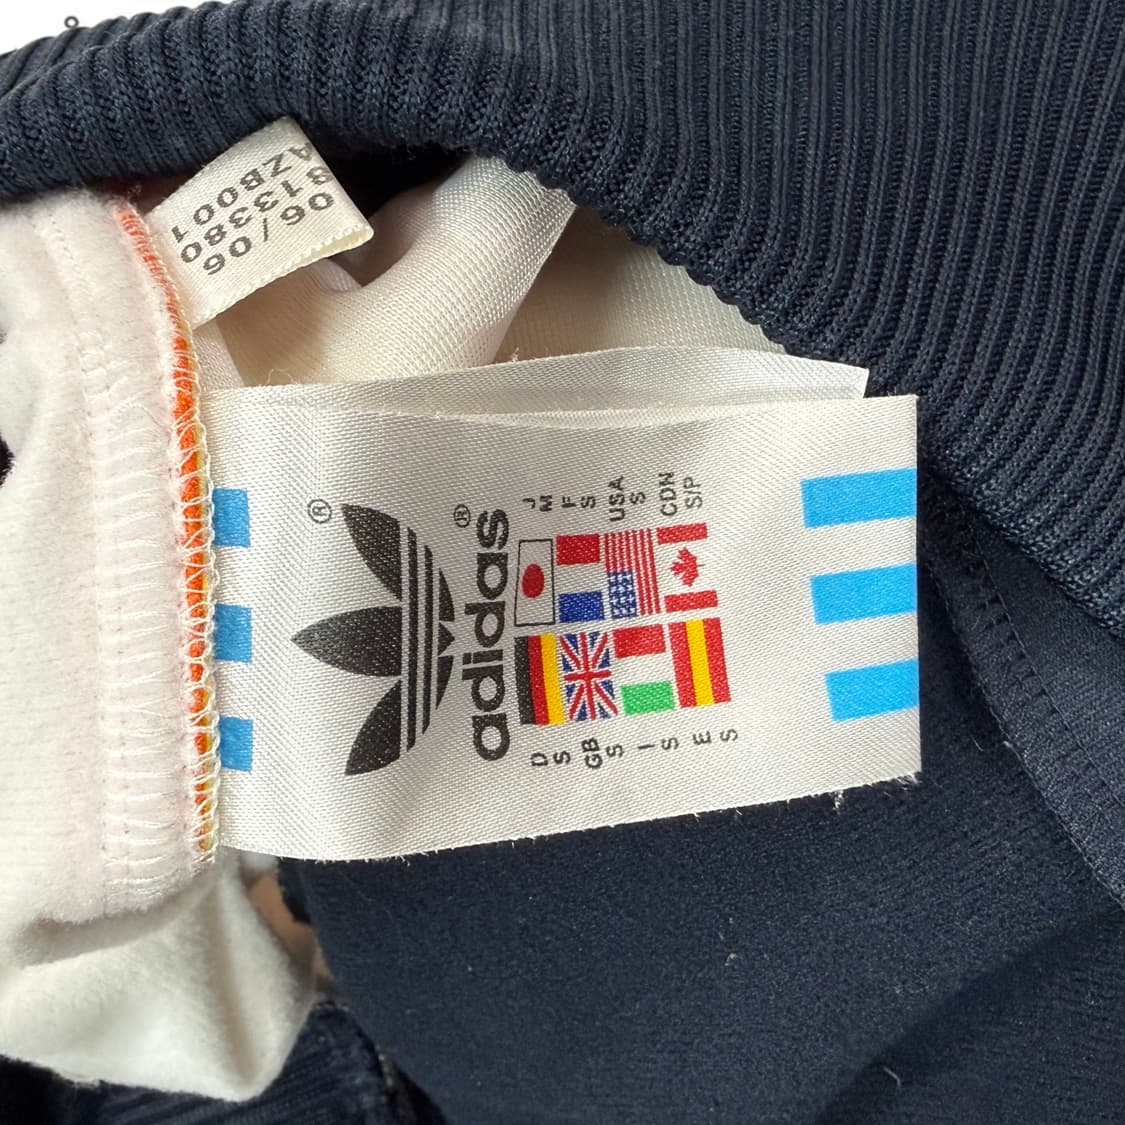 06/06
813380
AZB001
®
adidas®
D J
S M
GB F
S S
I USA
S S
E CDN
S S/P